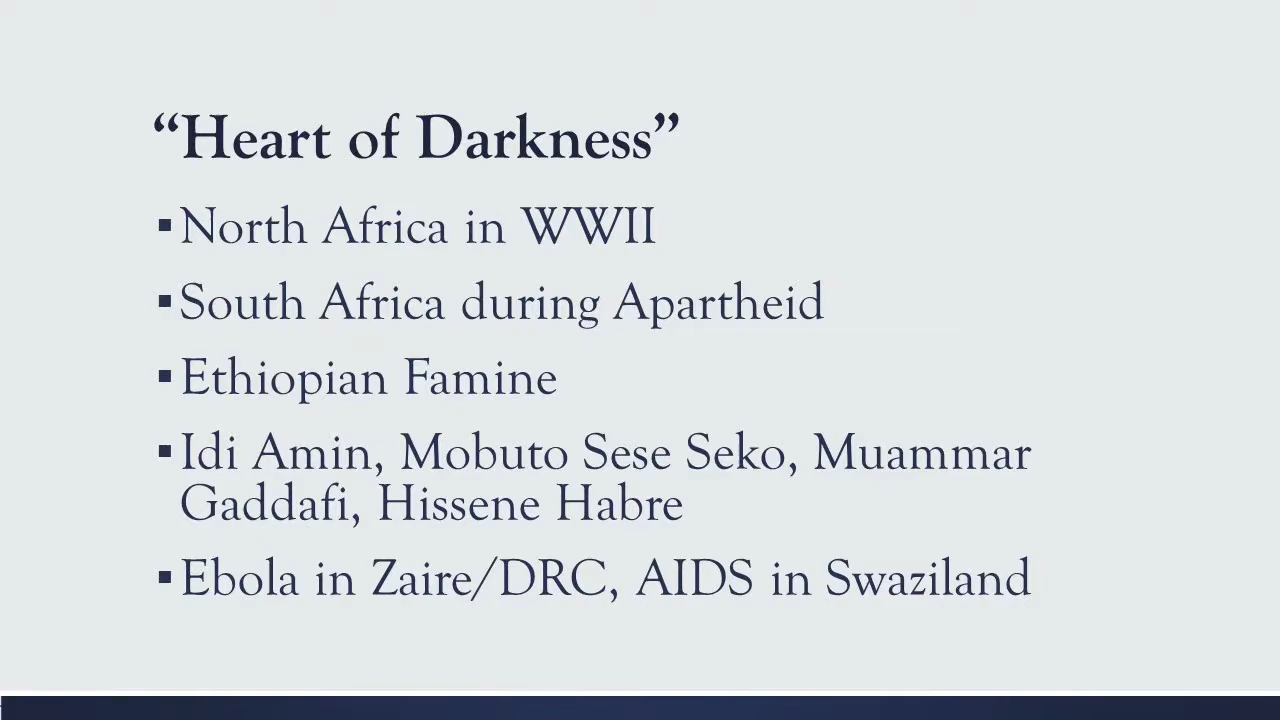 “Heart of Darkness”
▪North Africa in WWII
▪South Africa during Apartheid
▪Ethiopian Famine
▪Idi Amin, Mobuto Sese Seko, Muammar
Gaddafi, Hissene Habre
▪Ebola in Zaire/DRC, AIDS in Swaziland